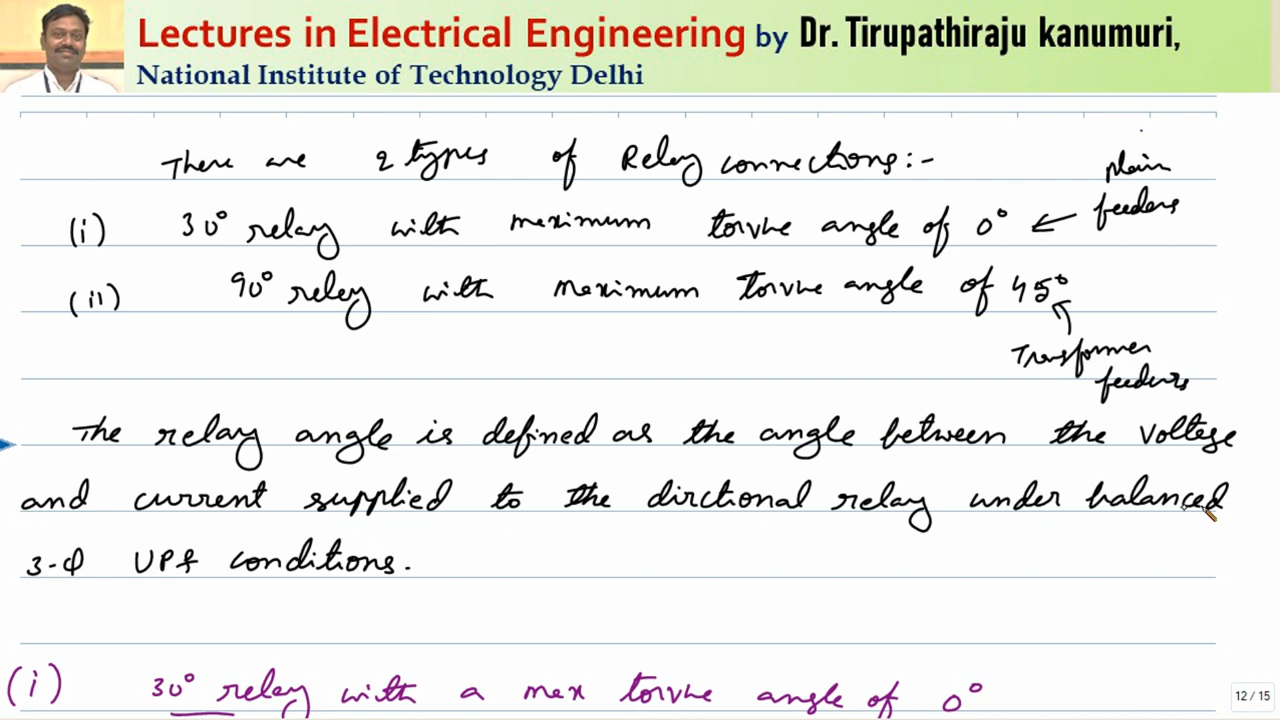 Lectures in Electrical Engineering by Dr. Tirupathiraju kanumuri,
National Institute of Technology Delhi
There are 2 types of Relay connections:-
plain
feeders
(i) 30° relay with maximum torque angle of 0° ←
(ii) 90° relay with maximum torque angle of 45°
Transformer
feeders
The relay angle is defined as the angle between the voltage
and current supplied to the dirctional relay under balanced
3-ф UPf conditions.
(i) 30° relay with a max torque angle of 0°
12 / 15